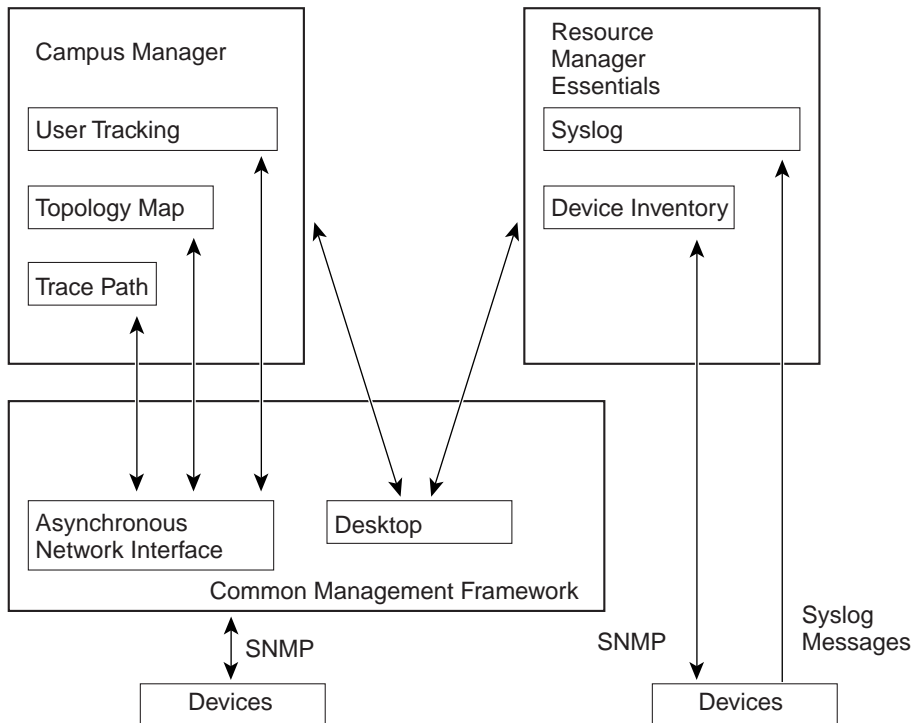 Campus Manager
User Tracking
Topology Map
Trace Path
Resource
Manager
Essentials
Syslog
Device Inventory
Asynchronous
Network Interface
Desktop
Common Management Framework
SNMP
Devices
SNMP
Syslog
Messages
Devices